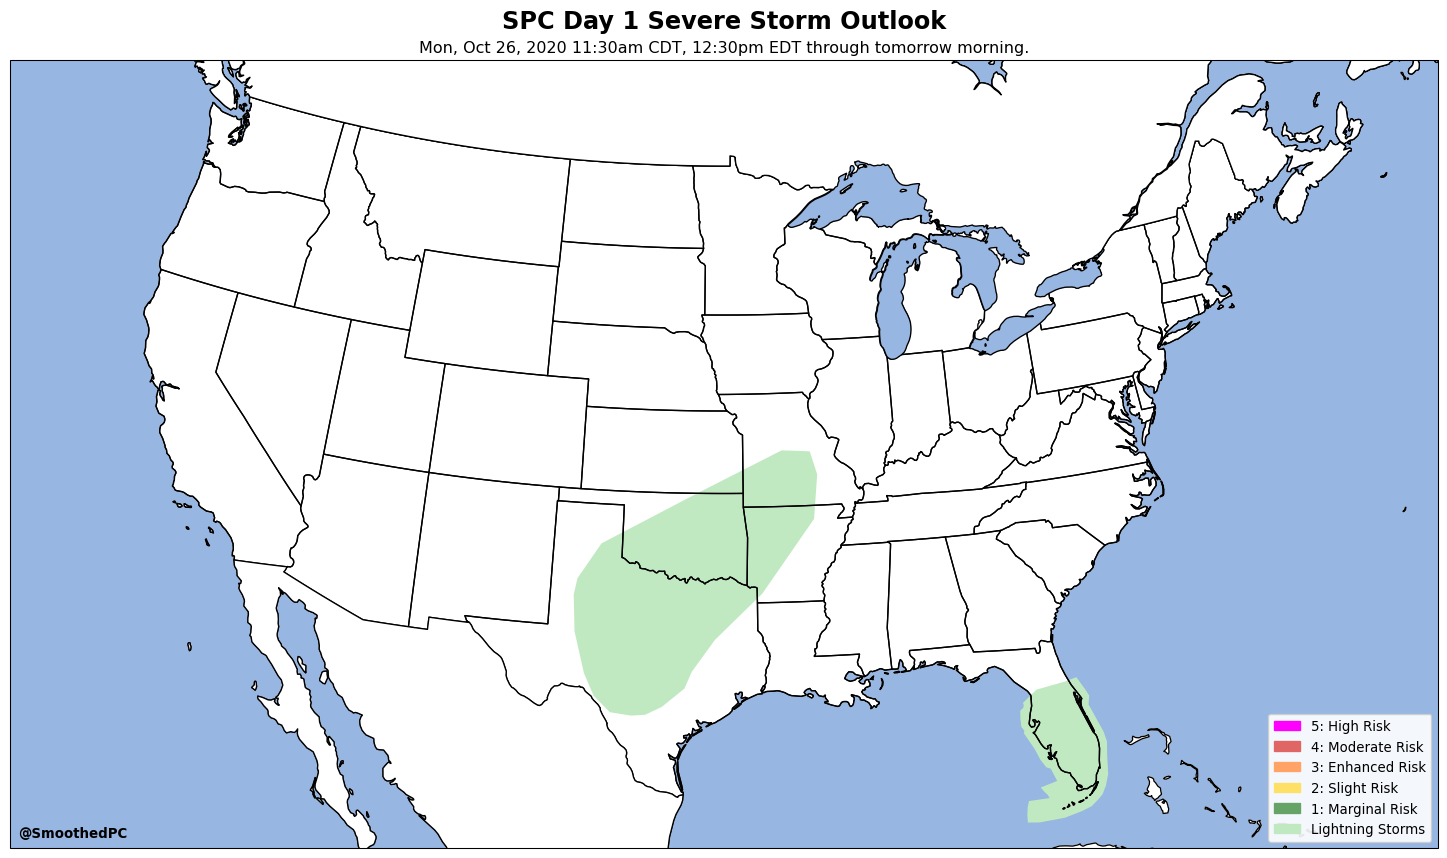 SPC Day 1 Severe Storm Outlook
Mon, Oct 26, 2020 11:30am CDT, 12:30pm EDT through tomorrow morning.
5: High Risk
4: Moderate Risk
3: Enhanced Risk
2: Slight Risk
1: Marginal Risk
Lightning Storms
@SmoothedPC